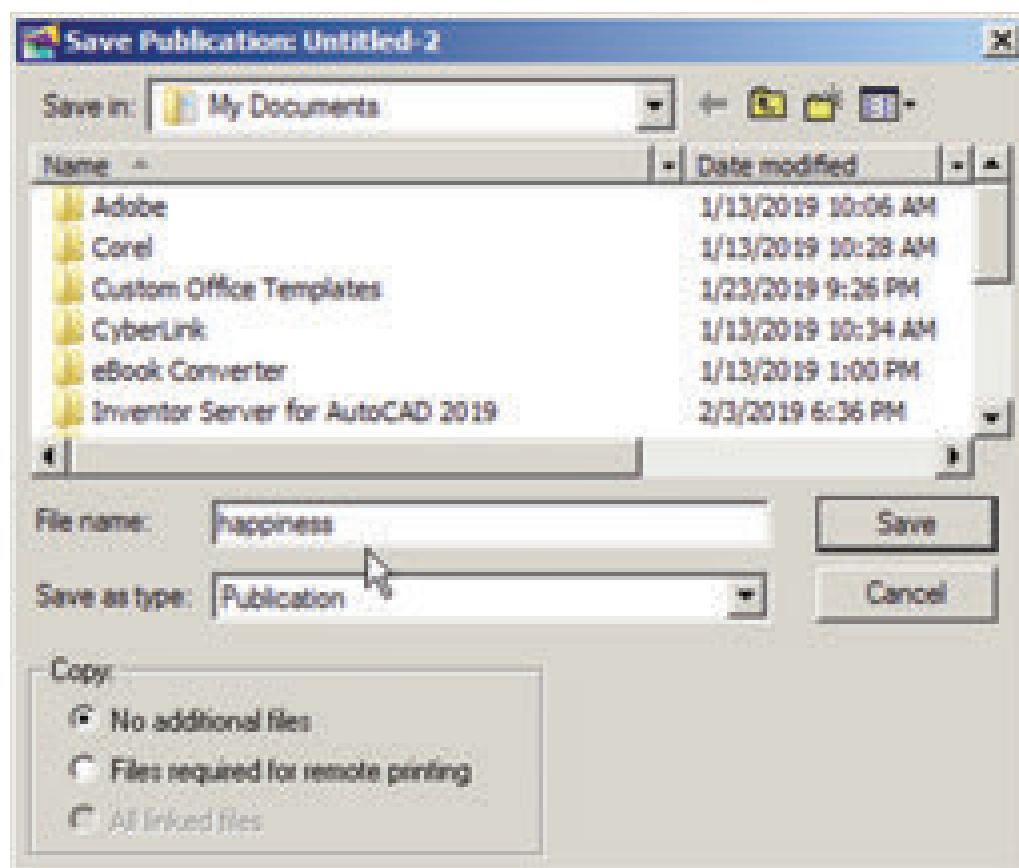 Save Publication: Untitled-2
Save in: My Documents
Name Date modified
Adobe 1/13/2019 10:06 AM
Corel 1/13/2019 10:28 AM
Custom Office Templates 1/23/2019 9:26 PM
CyberLink 1/13/2019 10:34 AM
eBook Converter 1/13/2019 1:00 PM
Inventor Server for AutoCAD 2019 2/3/2019 6:36 PM
File name: happiness Save
Save as type: Publication Cancel
Copy:
No additional files
Files required for remote printing
All linked files